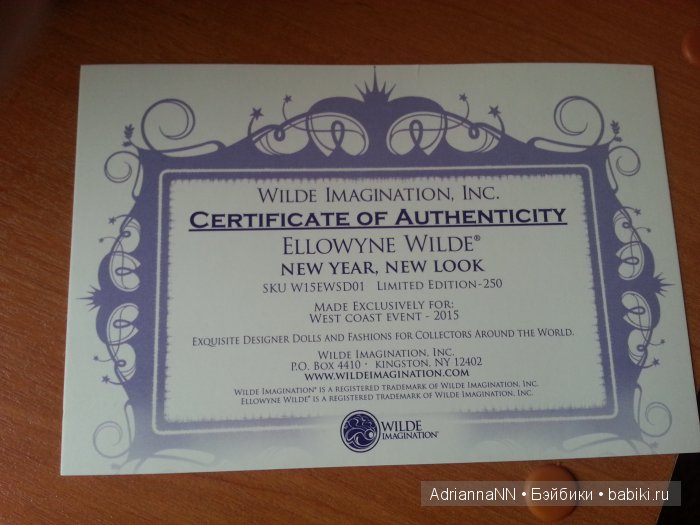 Wilde Imagination, Inc.
Certificate of Authenticity
Ellowyne Wilde®
NEW YEAR, NEW LOOK
SKU W15EWSD01 Limited Edition-250
Made Exclusively for:
West Coast Event - 2015
Exquisite Designer Dolls and Fashions for Collectors Around the World.
Wilde Imagination, Inc.
P.O. Box 4410 · Kingston, NY 12402
www.wildeimagination.com
Wilde Imagination® is a registered trademark of Wilde Imagination, Inc.
Ellowyne Wilde® is a registered trademark of Wilde Imagination, Inc.
WILDE
IMAGINATION®
AdriannaNN • Бэйбики • babiki.ru